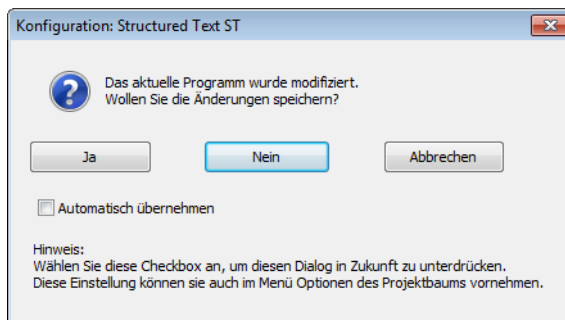 Konfiguration: Structured Text ST
Das aktuelle Programm wurde modifiziert.
Wollen Sie die Änderungen speichern?
Ja
Nein
Abbrechen
Automatisch übernehmen
Hinweis:
Wählen Sie diese Checkbox an, um diesen Dialog in Zukunft zu unterdrücken.
Diese Einstellung können sie auch im Menü Optionen des Projektbaums vornehmen.